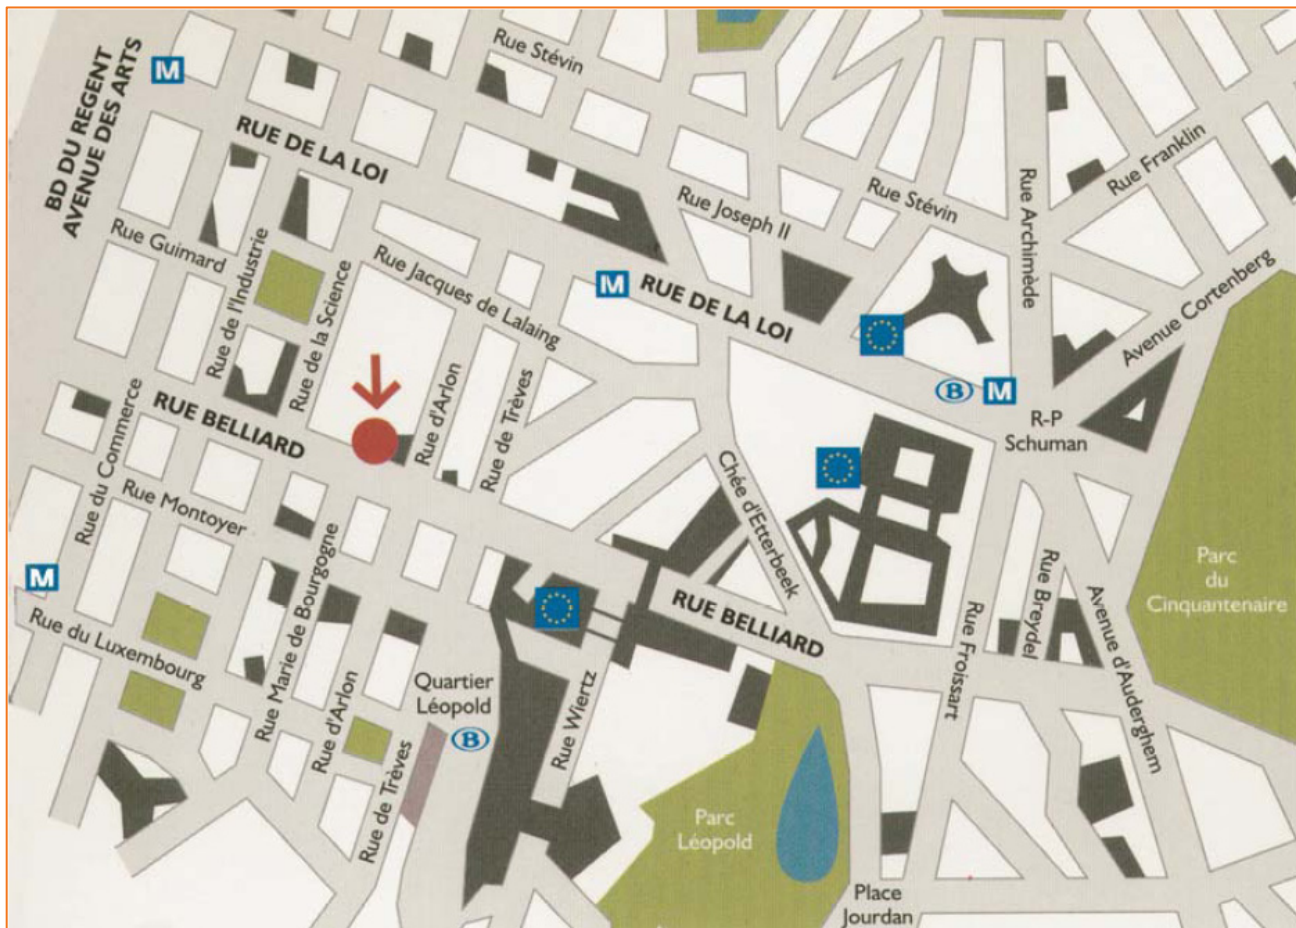 BD DU REGENT
AVENUE DES ARTS
M
Rue Stévin
RUE DE LA LOI
Rue Franklin
Rue Archimède
Rue Stévin
Rue Joseph II
Rue Guimard
Rue de l'Industrie
Rue de la Science
Rue Jacques de Lalaing
M
RUE DE LA LOI
Avenue Cortenberg
B
M
R-P
Schuman
Rue du Commerce
RUE BELLIARD
Rue d'Arlon
Rue de Trèves
Chée d'Etterbeek
Rue Montoyer
M
Rue du Luxembourg
Rue Marie de Bourgogne
RUE BELLIARD
Rue Froissart
Rue Breydel
Avenue d'Auderghem
Parc
du
Cinquantenaire
Rue d'Arlon
Rue de Trèves
Quartier
Léopold
B
Rue Wiertz
Parc
Léopold
Place
Jourdan